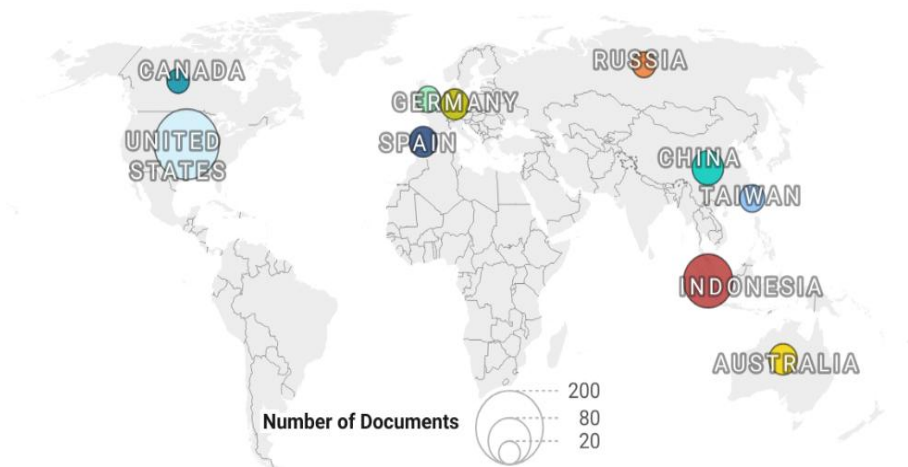 CANADA
RUSSIA
GERMANY
UNITED
STATES
SPAIN
CHINA
TAIWAN
INDONESIA
AUSTRALIA
Number of Documents
200
80
20